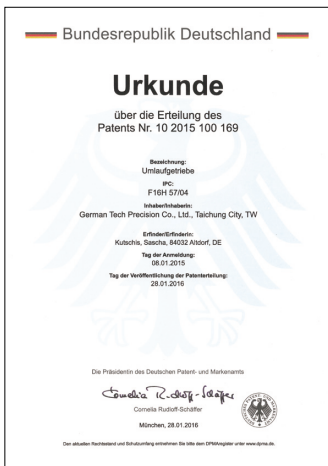 Bundesrepublik Deutschland
Urkunde
über die Erteilung des
Patents Nr. 10 2015 100 169
Bezeichnung:
Umlaufgetriebe
IPC:
F16H 57/04
Inhaber/Inhaberin:
German Tech Precision Co., Ltd., Taichung City, TW
Erfinder/Erfinderin:
Kutschis, Sascha, 84032 Altdorf, DE
Tag der Anmeldung:
08.01.2015
Tag der Veröffentlichung der Patenterteilung:
28.01.2016
Die Präsidentin des Deutschen Patent- und Markenamts
Cornelia Rudloff-Schäffer
Cornelia Rudloff-Schäffer
München, 28.01.2016
Den aktuellen Rechtsstand und Schutzumfang entnehmen Sie bitte dem DPMAregister unter www.dpma.de.